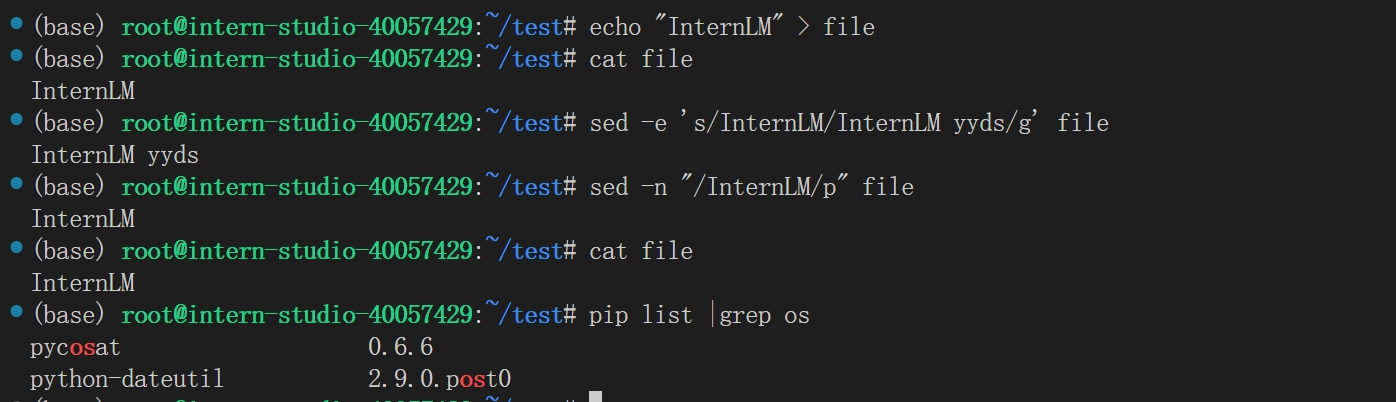 (base) root@intern-studio-40057429:~/test# echo "InternLM" > file
(base) root@intern-studio-40057429:~/test# cat file
InternLM
(base) root@intern-studio-40057429:~/test# sed -e 's/InternLM/InternLM yyds/g' file
InternLM yyds
(base) root@intern-studio-40057429:~/test# sed -n "/InternLM/p" file
InternLM
(base) root@intern-studio-40057429:~/test# cat file
InternLM
(base) root@intern-studio-40057429:~/test# pip list |grep os
pycosat 0.6.6
python-dateutil 2.9.0.post0